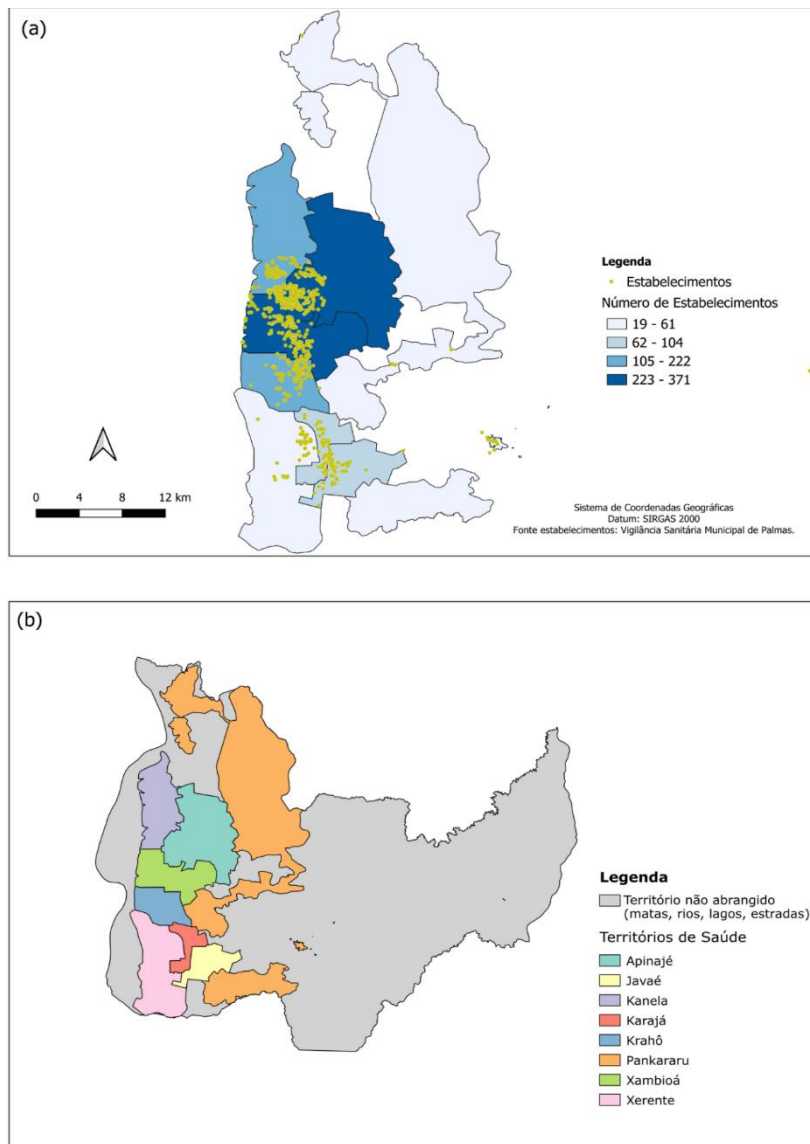 (a)
Legenda
Estabelecimentos
Número de Estabelecimentos
19 - 61
62 - 104
105 - 222
223 - 371
0 4 8 12 km
Sistema de Coordenadas Geográficas
Datum: SIRGAS 2000
Fonte estabelecimentos: Vigilância Sanitária Municipal de Palmas.
(b)
Legenda
Território não abrangido
(matas, rios, lagos, estradas)
Territórios de Saúde
Apinajé
Javaé
Kanela
Karajá
Krahô
Pankararu
Xambioá
Xerente